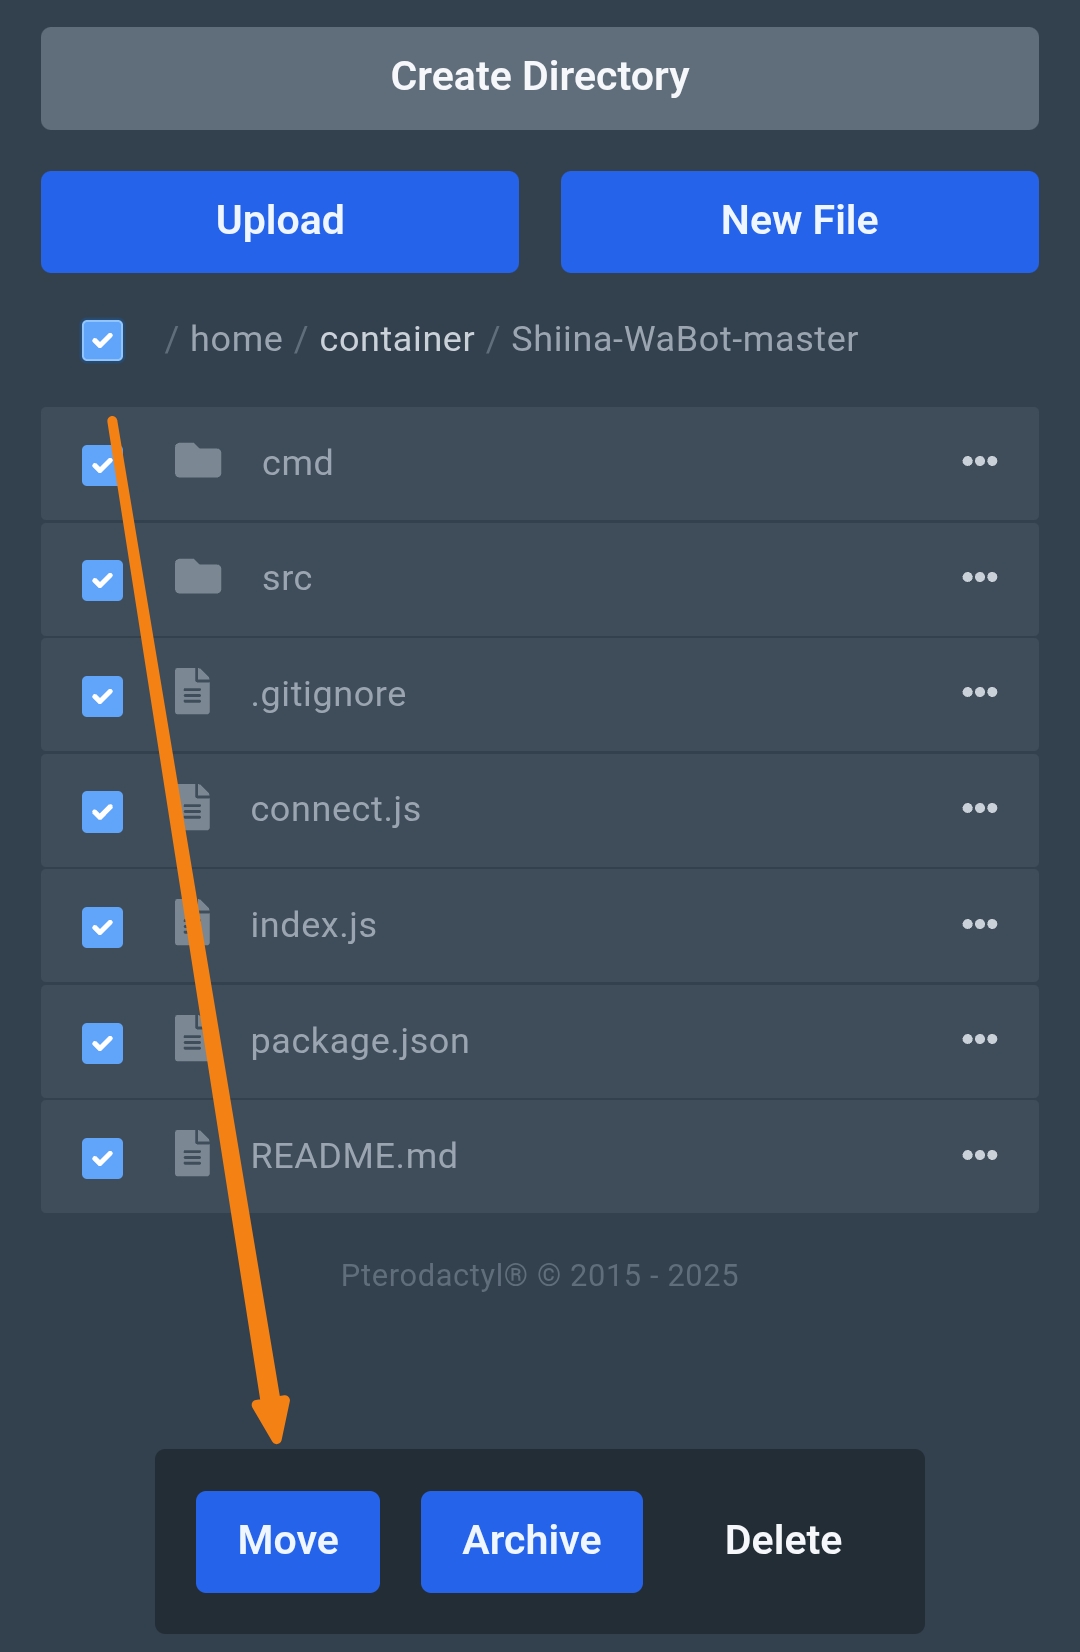 Create Directory
Upload
New File
/ home / container / Shiina-WaBot-master
cmd
src
.gitignore
connect.js
index.js
package.json
README.md
Pterodactyl® © 2015 - 2025
Move
Archive
Delete